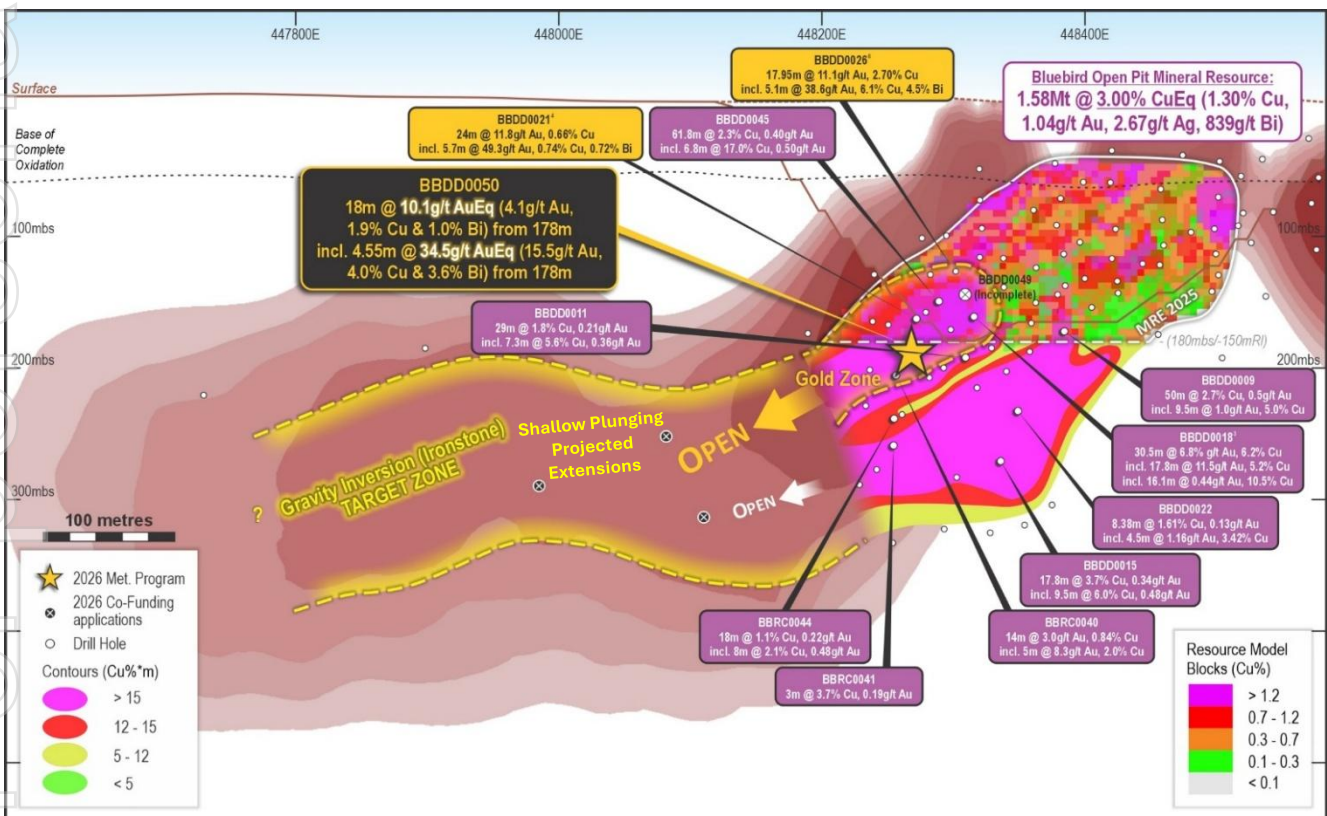 447800E
448000E
448200E
448400E
Surface
Base of
Complete
Oxidation
100mbs
200mbs
300mbs
100mbs
200mbs
BBDD0026⁵
17.95m @ 11.1g/t Au, 2.70% Cu
incl. 5.1m @ 38.6g/t Au, 6.1% Cu, 4.5% Bi
Bluebird Open Pit Mineral Resource:
1.58Mt @ 3.00% CuEq (1.30% Cu,
1.04g/t Au, 2.67g/t Ag, 839g/t Bi)
BBDD0021⁴
24m @ 11.8g/t Au, 0.66% Cu
incl. 5.7m @ 49.3g/t Au, 0.74% Cu, 0.72% Bi
BBDD0045
61.8m @ 2.3% Cu, 0.40g/t Au
incl. 6.8m @ 17.0% Cu, 0.50g/t Au
BBDD0050
18m @ 10.1g/t AuEq (4.1g/t Au,
1.9% Cu & 1.0% Bi) from 178m
incl. 4.55m @ 34.5g/t AuEq (15.5g/t Au,
4.0% Cu & 3.6% Bi) from 178m
BBDD0049
(Incomplete)
BBDD0011
29m @ 1.8% Cu, 0.21g/t Au
incl. 7.3m @ 5.6% Cu, 0.36g/t Au
MRE 2025
(180mbs/-150mRl)
Gold Zone
BBDD0009
50m @ 2.7% Cu, 0.5g/t Au
incl. 9.5m @ 1.0g/t Au, 5.0% Cu
Shallow Plunging
Projected
Extensions
OPEN
OPEN
? Gravity Inversion (Ironstone)
TARGET ZONE
BBDD0018
30.5m @ 6.8% g/t Au, 6.2% Cu
incl. 17.8m @ 11.5g/t Au, 5.2% Cu
incl. 16.1m @ 0.44g/t Au, 10.5% Cu
BBDD0022
8.38m @ 1.61% Cu, 0.13g/t Au
incl. 4.5m @ 1.16g/t Au, 3.42% Cu
BBDD0015
17.8m @ 3.7% Cu, 0.34g/t Au
incl. 9.5m @ 6.0% Cu, 0.48g/t Au
BBRC0044
18m @ 1.1% Cu, 0.22g/t Au
incl. 8m @ 2.1% Cu, 0.48g/t Au
BBRC0040
14m @ 3.0g/t Au, 0.84% Cu
incl. 5m @ 8.3g/t Au, 2.0% Cu
BBRC0041
3m @ 3.7% Cu, 0.19g/t Au
100 metres
2026 Met. Program
2026 Co-Funding
applications
Drill Hole
Contours (Cu%*m)
> 15
12 - 15
5 - 12
< 5
Resource Model
Blocks (Cu%)
> 1.2
0.7 - 1.2
0.3 - 0.7
0.1 - 0.3
< 0.1